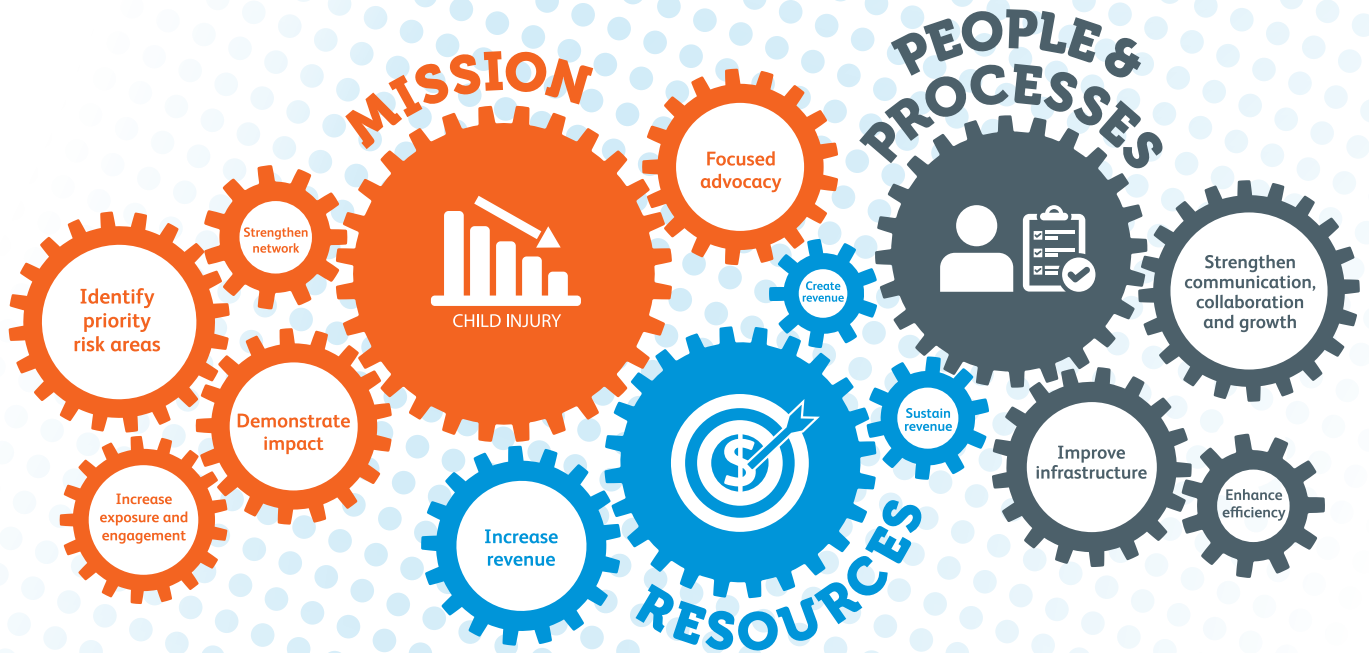 MISSION
CHILD INJURY
Focused
advocacy
Strengthen
network
Identify
priority
risk areas
Demonstrate
impact
Increase
exposure and
engagement
PEOPLE &
PROCESSES
Strengthen
communication,
collaboration
and growth
Improve
infrastructure
Enhance
efficiency
Create
revenue
Sustain
revenue
$
Increase
revenue
RESOURCES